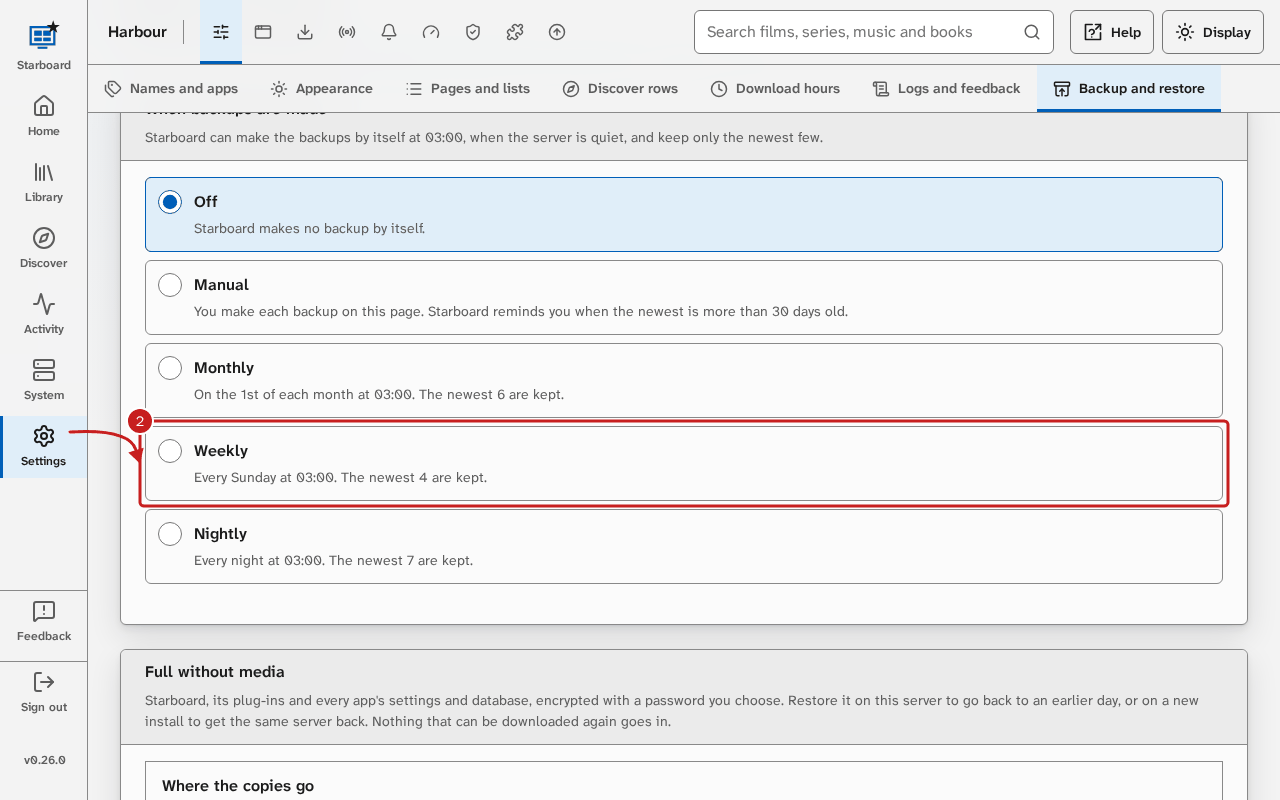 Starboard
Home
Library
Discover
Activity
System
Settings
Feedback
Sign out
v0.26.0
Harbour
Search films, series, music and books
Help
Display
Names and apps
Appearance
Pages and lists
Discover rows
Download hours
Logs and feedback
Backup and restore
When backups are made
Starboard can make the backups by itself at 03:00, when the server is quiet, and keep only the newest few.
Off
Starboard makes no backup by itself.
Manual
You make each backup on this page. Starboard reminds you when the newest is more than 30 days old.
Monthly
On the 1st of each month at 03:00. The newest 6 are kept.
2
Weekly
Every Sunday at 03:00. The newest 4 are kept.
Nightly
Every night at 03:00. The newest 7 are kept.
Full without media
Starboard, its plug-ins and every app's settings and database, encrypted with a password you choose. Restore it on this server to go back to an earlier day, or on a new
install to get the same server back. Nothing that can be downloaded again goes in.
Where the copies go